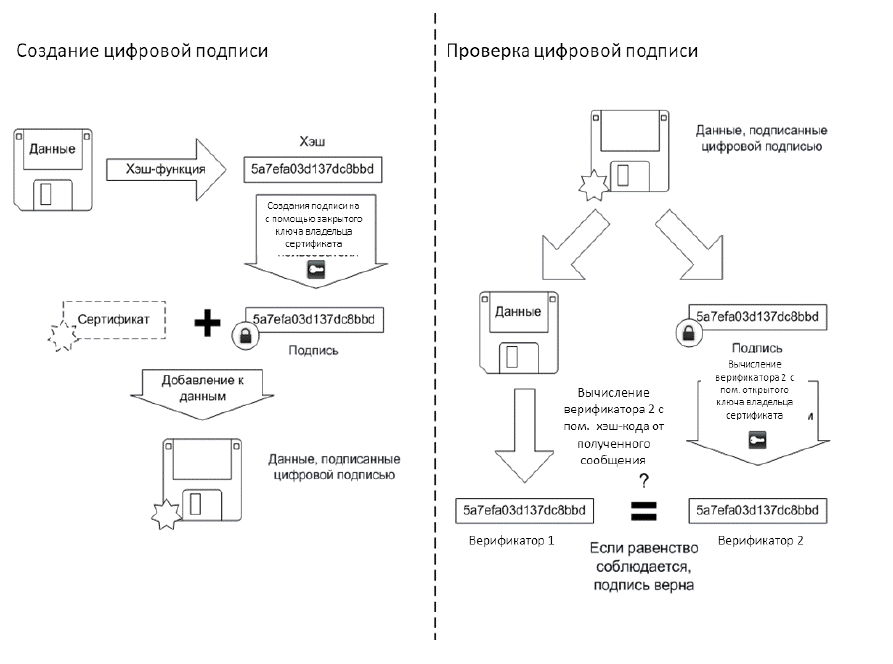 Создание цифровой подписи
Данные
Хэш-функция
Хэш
5a7efa03d137dc8bbd
Создания подписи на
с помощью закрытого
ключа владельца
сертификата
Сертификат
+
5a7efa03d137dc8bbd
Подпись
Добавление к
данным
Данные, подписанные
цифровой подписью
Проверка цифровой подписи
Данные, подписанные
цифровой подписью
Данные
5a7efa03d137dc8bbd
Подпись
Вычисление
верификатора 2 с
пом. открытого
ключа владельца
сертификата
Вычисление
верификатора 2 с
пом. хэш-кода от
полученного
сообщения
?
5a7efa03d137dc8bbd
=
5a7efa03d137dc8bbd
Верификатор 1
Верификатор 2
Если равенство
соблюдается,
подпись верна